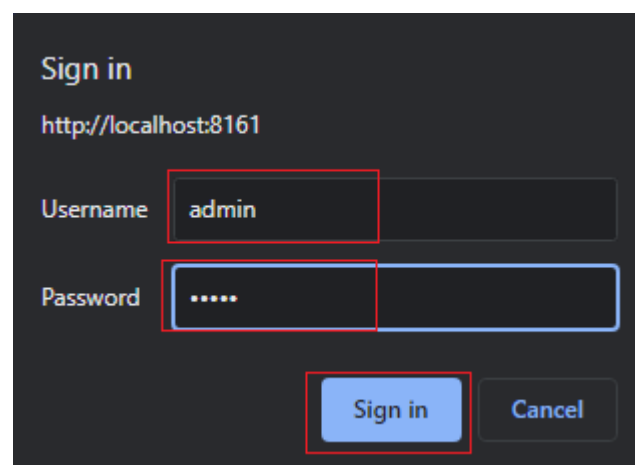 Sign in
http://localhost:8161
Username admin
Password •••••
Sign in Cancel